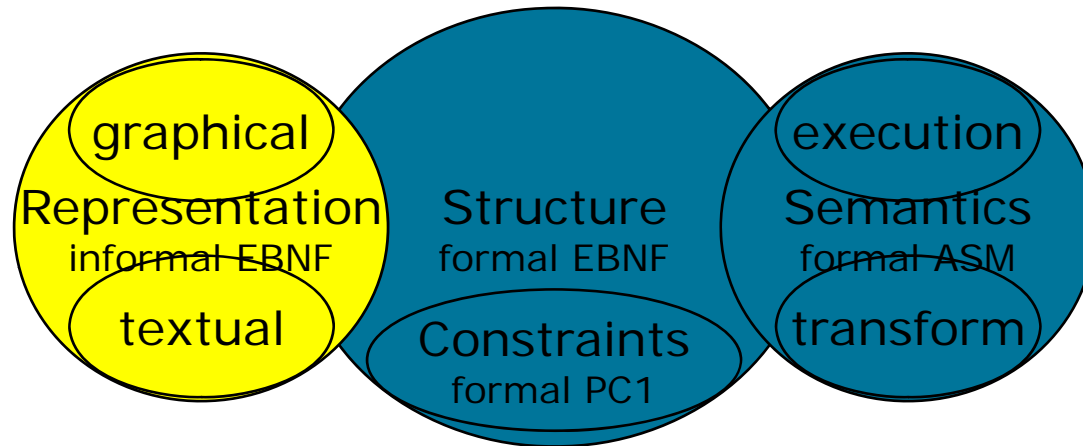 graphical
Representation
informal EBNF
textual
Structure
formal EBNF
Constraints
formal PC1
execution
Semantics
formal ASM
transform